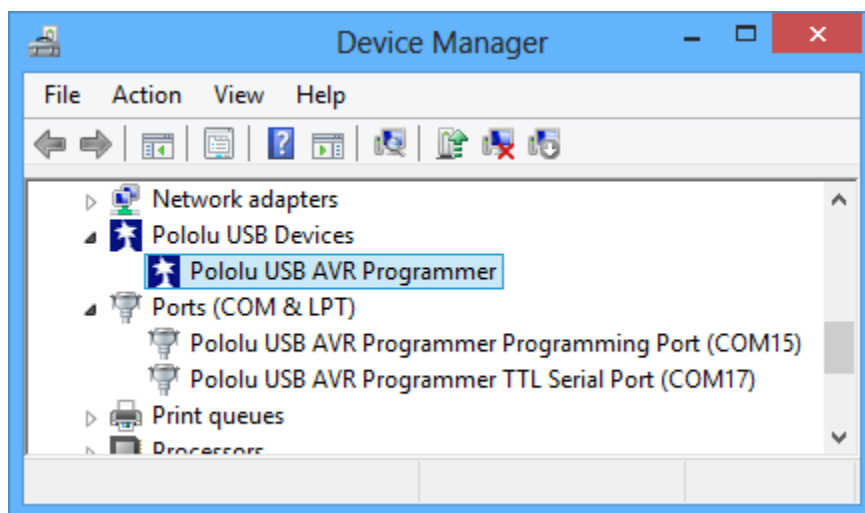 Device Manager
File Action View Help
Network adapters
Pololu USB Devices
Pololu USB AVR Programmer
Ports (COM & LPT)
Pololu USB AVR Programmer Programming Port (COM15)
Pololu USB AVR Programmer TTL Serial Port (COM17)
Print queues
Processors